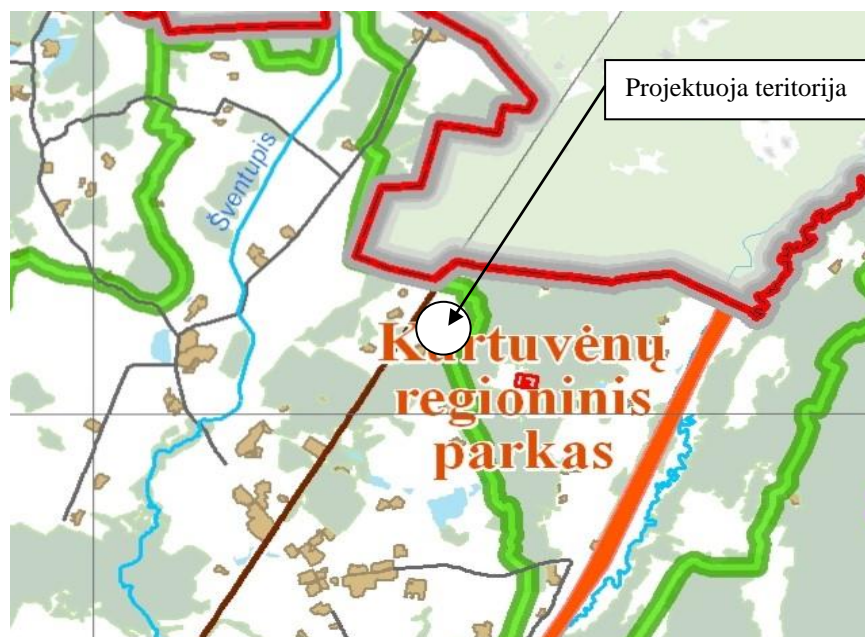 Projektuoja teritorija
Šventupis
Kurtuvėnų
regioninis
parkas